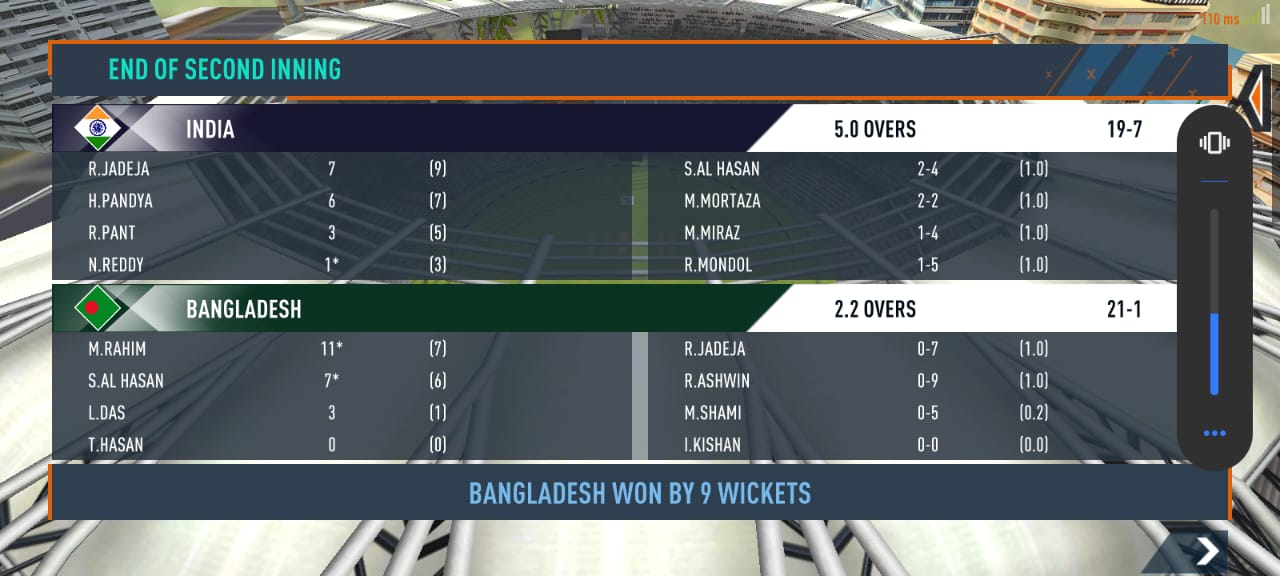 110 ms
END OF SECOND INNING
INDIA 5.0 OVERS 19-7
R.JADEJA 7 (9) S.AL HASAN 2-4 (1.0)
H.PANDYA 6 (7) M.MORTAZA 2-2 (1.0)
R.PANT 3 (5) M.MIRAZ 1-4 (1.0)
N.REDDY 1* (3) R.MONDOL 1-5 (1.0)
BANGLADESH 2.2 OVERS 21-1
M.RAHIM 11* (7) R.JADEJA 0-7 (1.0)
S.AL HASAN 7* (6) R.ASHWIN 0-9 (1.0)
L.DAS 3 (1) M.SHAMI 0-5 (0.2)
T.HASAN 0 (0) I.KISHAN 0-0 (0.0)
BANGLADESH WON BY 9 WICKETS